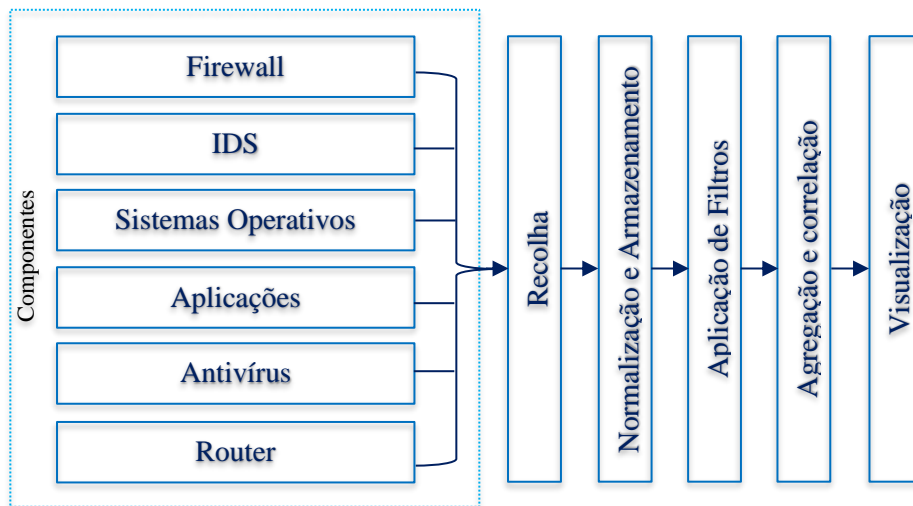 Componentes
Firewall
IDS
Sistemas Operativos
Aplicações
Antivírus
Router
Recolha
Normalização e Armazenamento
Aplicação de Filtros
Agregação e correlação
Visualização